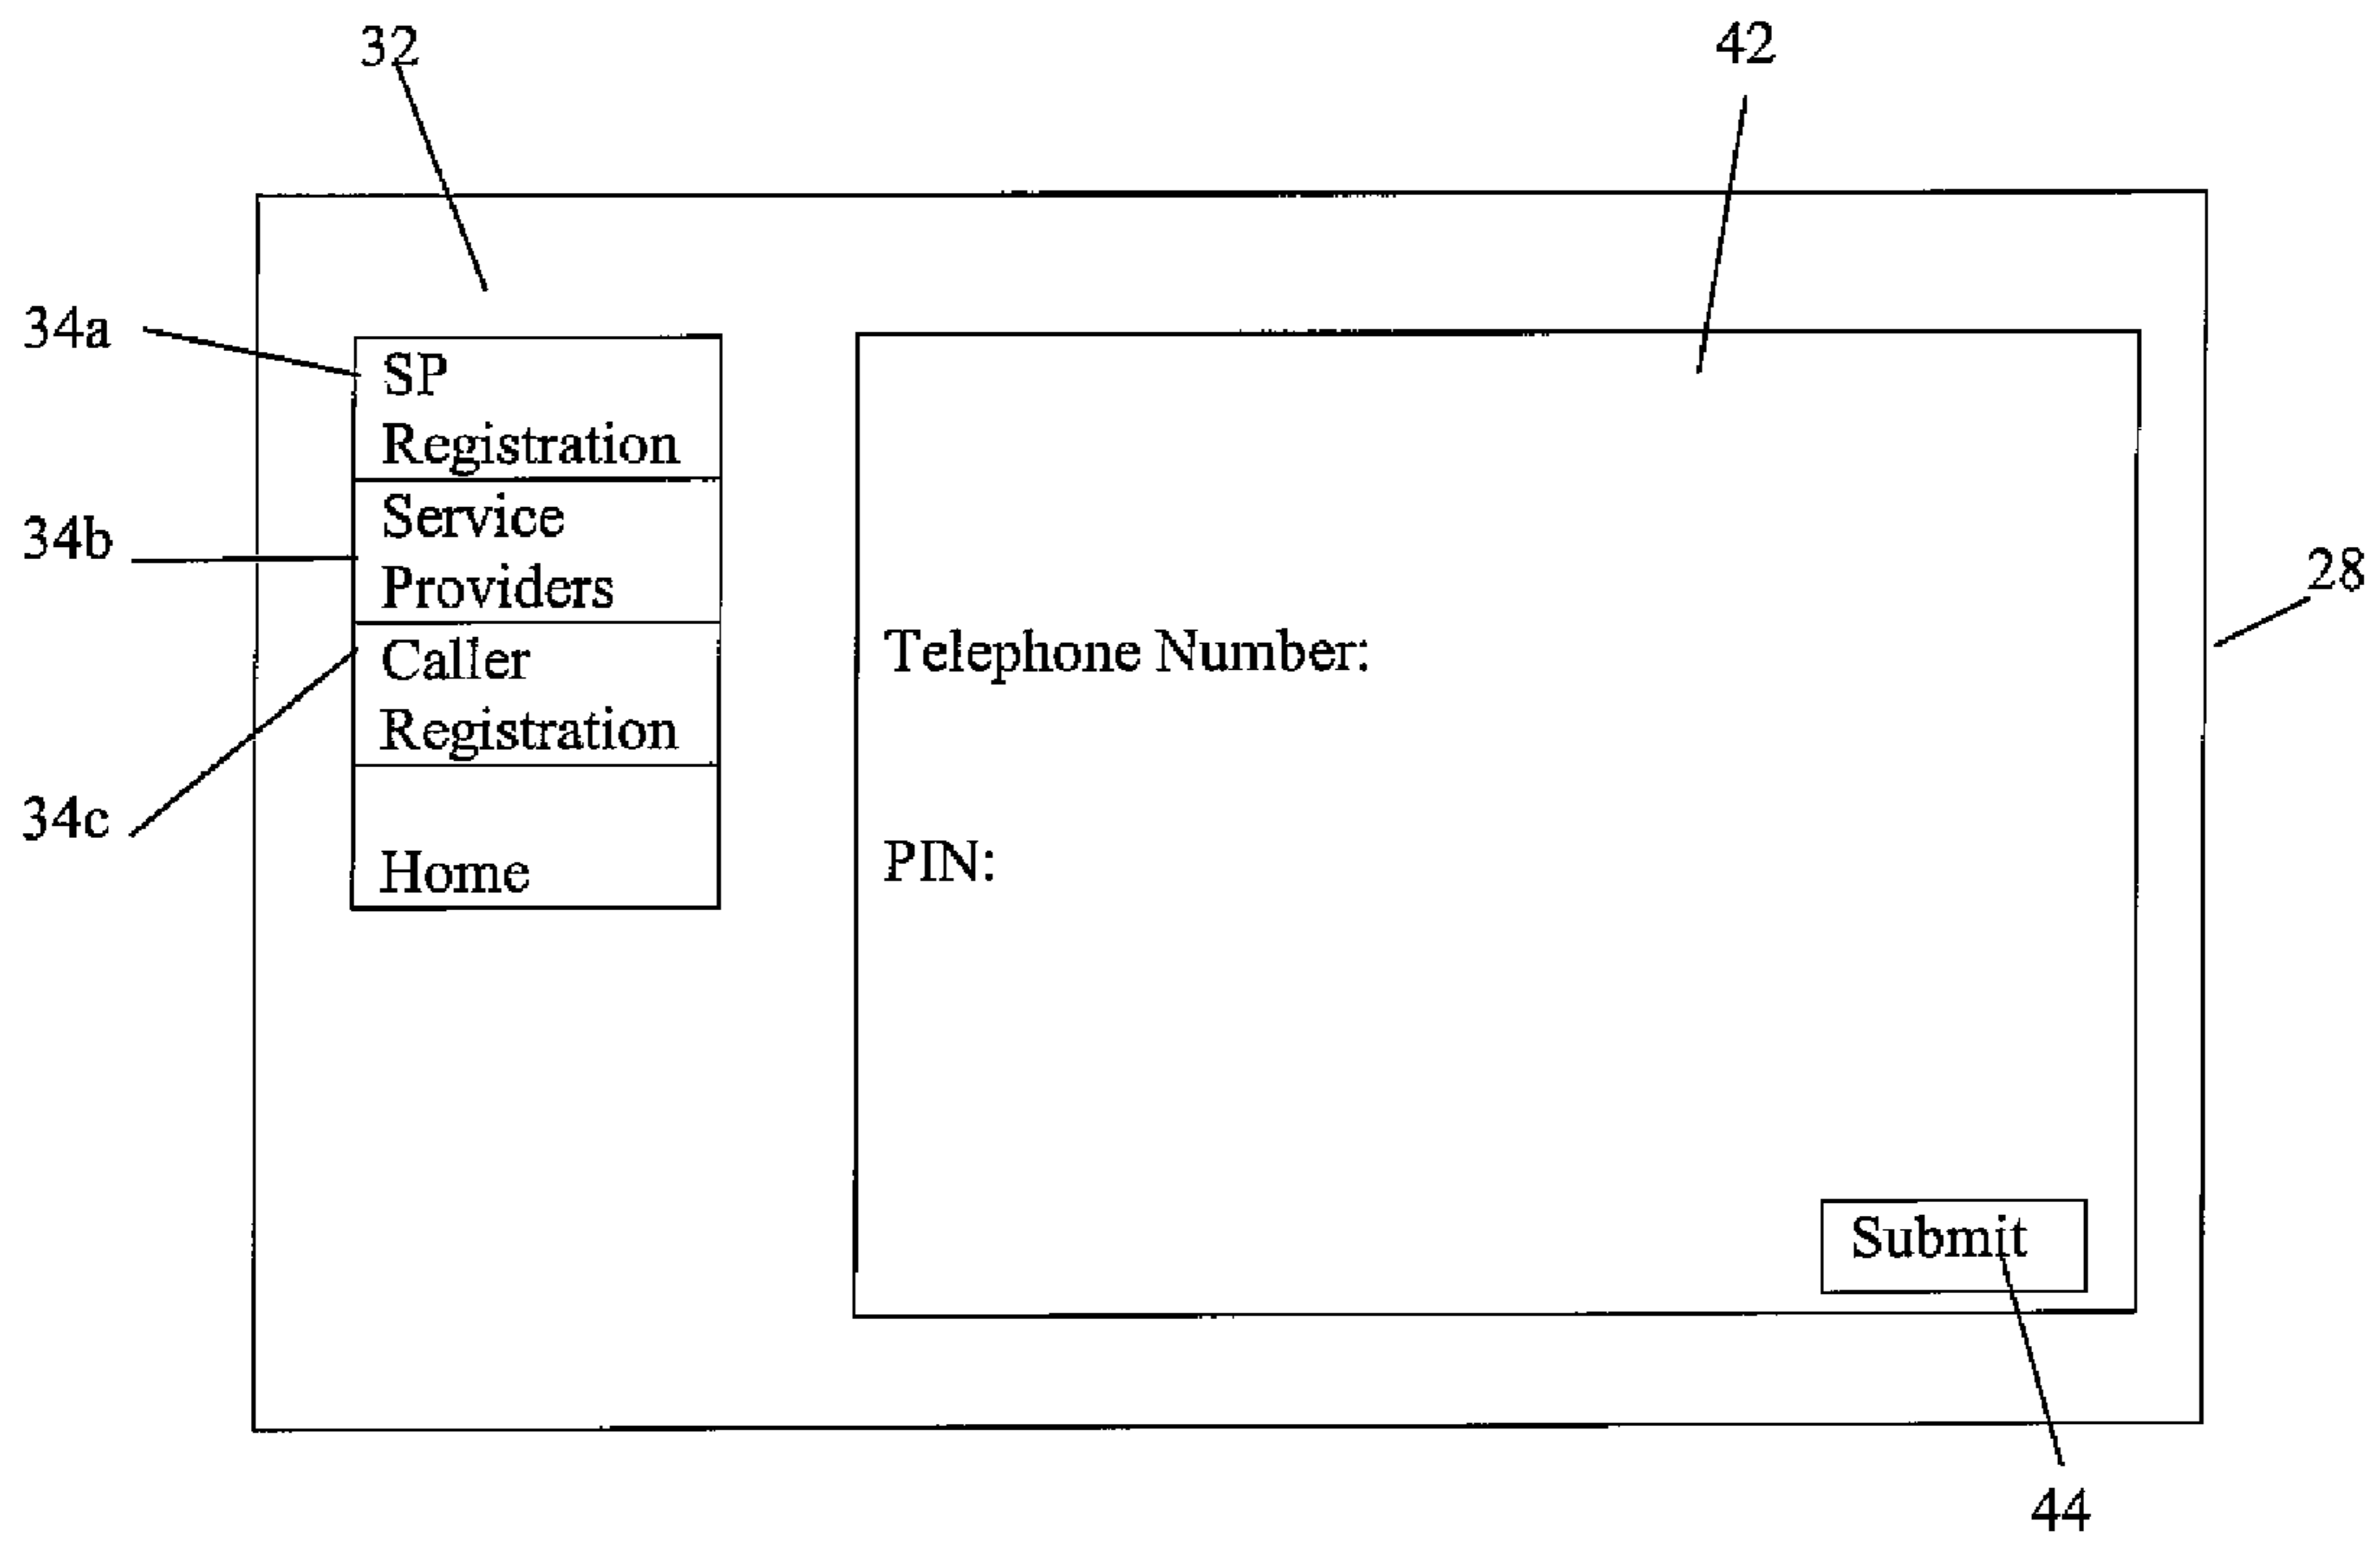 32
42
34a
SP
Registration
34b
Service
Providers
28
Caller
Registration
Telephone Number:
34c
Home
PIN:
Submit
44